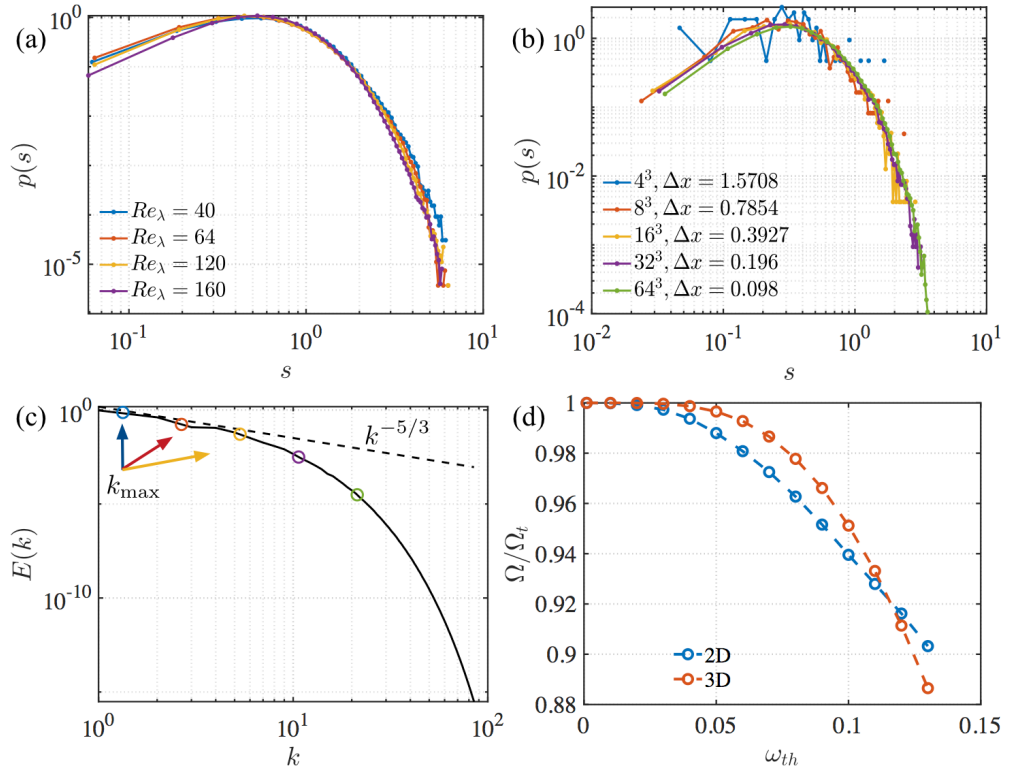 (a)
10^0
10^-5
p(s)
Re_λ = 40
Re_λ = 64
Re_λ = 120
Re_λ = 160
10^-1
10^0
10^1
s
(b)
10^0
10^-2
10^-4
p(s)
4^3, Δx = 1.5708
8^3, Δx = 0.7854
16^3, Δx = 0.3927
32^3, Δx = 0.196
64^3, Δx = 0.098
10^-2
10^-1
10^0
10^1
s
(c)
10^0
10^-10
E(k)
k^-5/3
k_max
10^0
10^1
10^2
k
(d)
1
0.98
0.96
0.94
0.92
0.9
0.88
Ω/Ω_t
2D
3D
0
0.05
0.1
0.15
ω_th